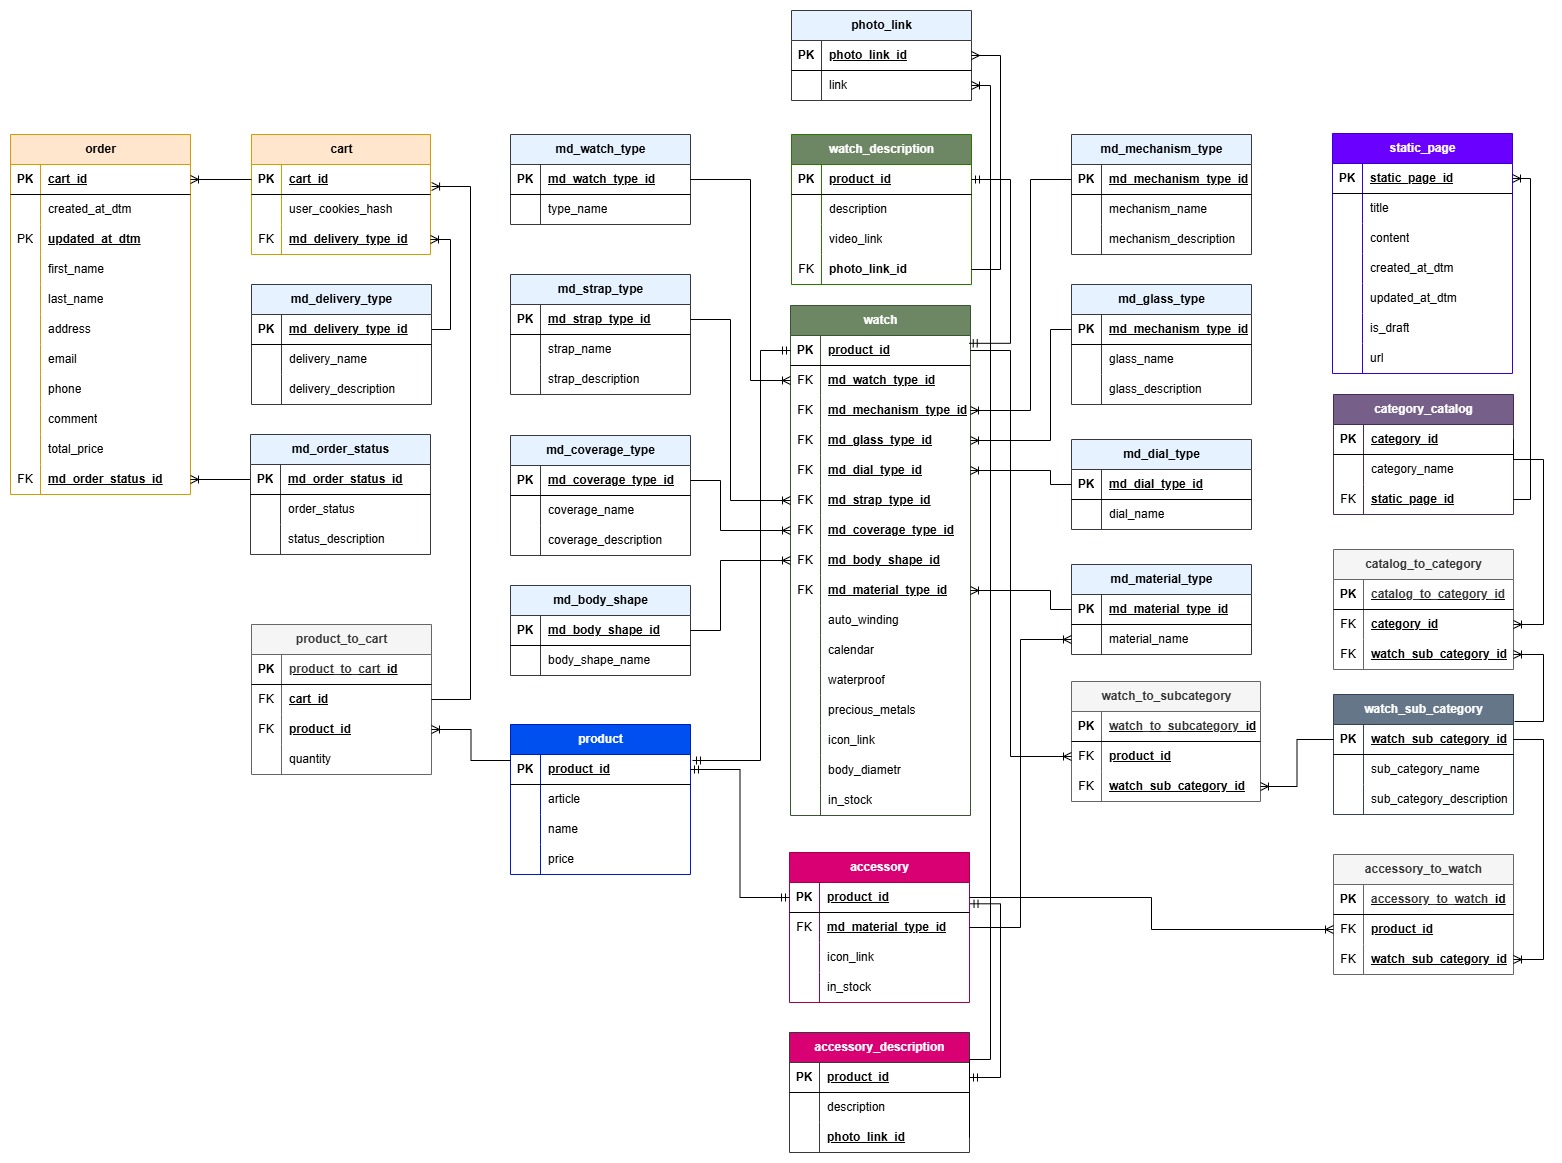 photo_link
PK photo_link_id
link
order
PK cart_id
created_at_dtm
PK updated_at_dtm
first_name
last_name
address
email
phone
comment
total_price
FK md_order_status_id
cart
PK cart_id
user_cookies_hash
FK md_delivery_type_id
md_delivery_type
PK md_delivery_type_id
delivery_name
delivery_description
md_order_status
PK md_order_status_id
order_status
status_description
product_to_cart
PK product_to_cart_id
FK cart_id
FK product_id
quantity
md_watch_type
PK md_watch_type_id
type_name
md_strap_type
PK md_strap_type_id
strap_name
strap_description
md_coverage_type
PK md_coverage_type_id
coverage_name
coverage_description
md_body_shape
PK md_body_shape_id
body_shape_name
product
PK product_id
article
name
price
watch_description
PK product_id
description
video_link
FK photo_link_id
watch
PK product_id
FK md_watch_type_id
FK md_mechanism_type_id
FK md_glass_type_id
FK md_dial_type_id
FK md_strap_type_id
FK md_coverage_type_id
FK md_body_shape_id
FK md_material_type_id
auto_winding
calendar
waterproof
precious_metals
icon_link
body_diametr
in_stock
accessory
PK product_id
FK md_material_type_id
icon_link
in_stock
accessory_description
PK product_id
description
photo_link_id
md_mechanism_type
PK md_mechanism_type_id
mechanism_name
mechanism_description
md_glass_type
PK md_mechanism_type_id
glass_name
glass_description
md_dial_type
PK md_dial_type_id
dial_name
md_material_type
PK md_material_type_id
material_name
watch_to_subcategory
PK watch_to_subcategory_id
FK product_id
FK watch_sub_category_id
static_page
PK static_page_id
title
content
created_at_dtm
updated_at_dtm
is_draft
url
category_catalog
PK category_id
category_name
FK static_page_id
catalog_to_category
PK catalog_to_category_id
FK category_id
FK watch_sub_category_id
watch_sub_category
PK watch_sub_category_id
sub_category_name
sub_category_description
accessory_to_watch
PK accessory_to_watch_id
FK product_id
FK watch_sub_category_id